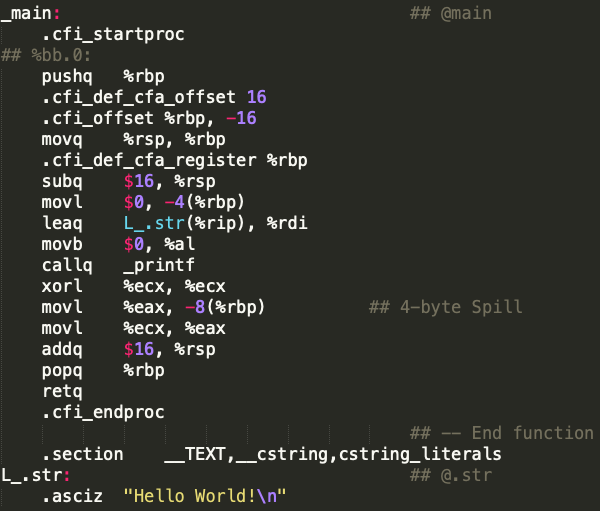 _main:                                  ## @main
    .cfi_startproc
## %bb.0:
    pushq   %rbp
    .cfi_def_cfa_offset 16
    .cfi_offset %rbp, -16
    movq    %rsp, %rbp
    .cfi_def_cfa_register %rbp
    subq    $16, %rsp
    movl    $0, -4(%rbp)
    leaq    L_.str(%rip), %rdi
    movb    $0, %al
    callq   _printf
    xorl    %ecx, %ecx
    movl    %eax, -8(%rbp)          ## 4-byte Spill
    movl    %ecx, %eax
    addq    $16, %rsp
    popq    %rbp
    retq
    .cfi_endproc
                                        ## -- End function
    .section    __TEXT,__cstring,cstring_literals
L_.str:                                 ## @.str
    .asciz  "Hello World!\n"